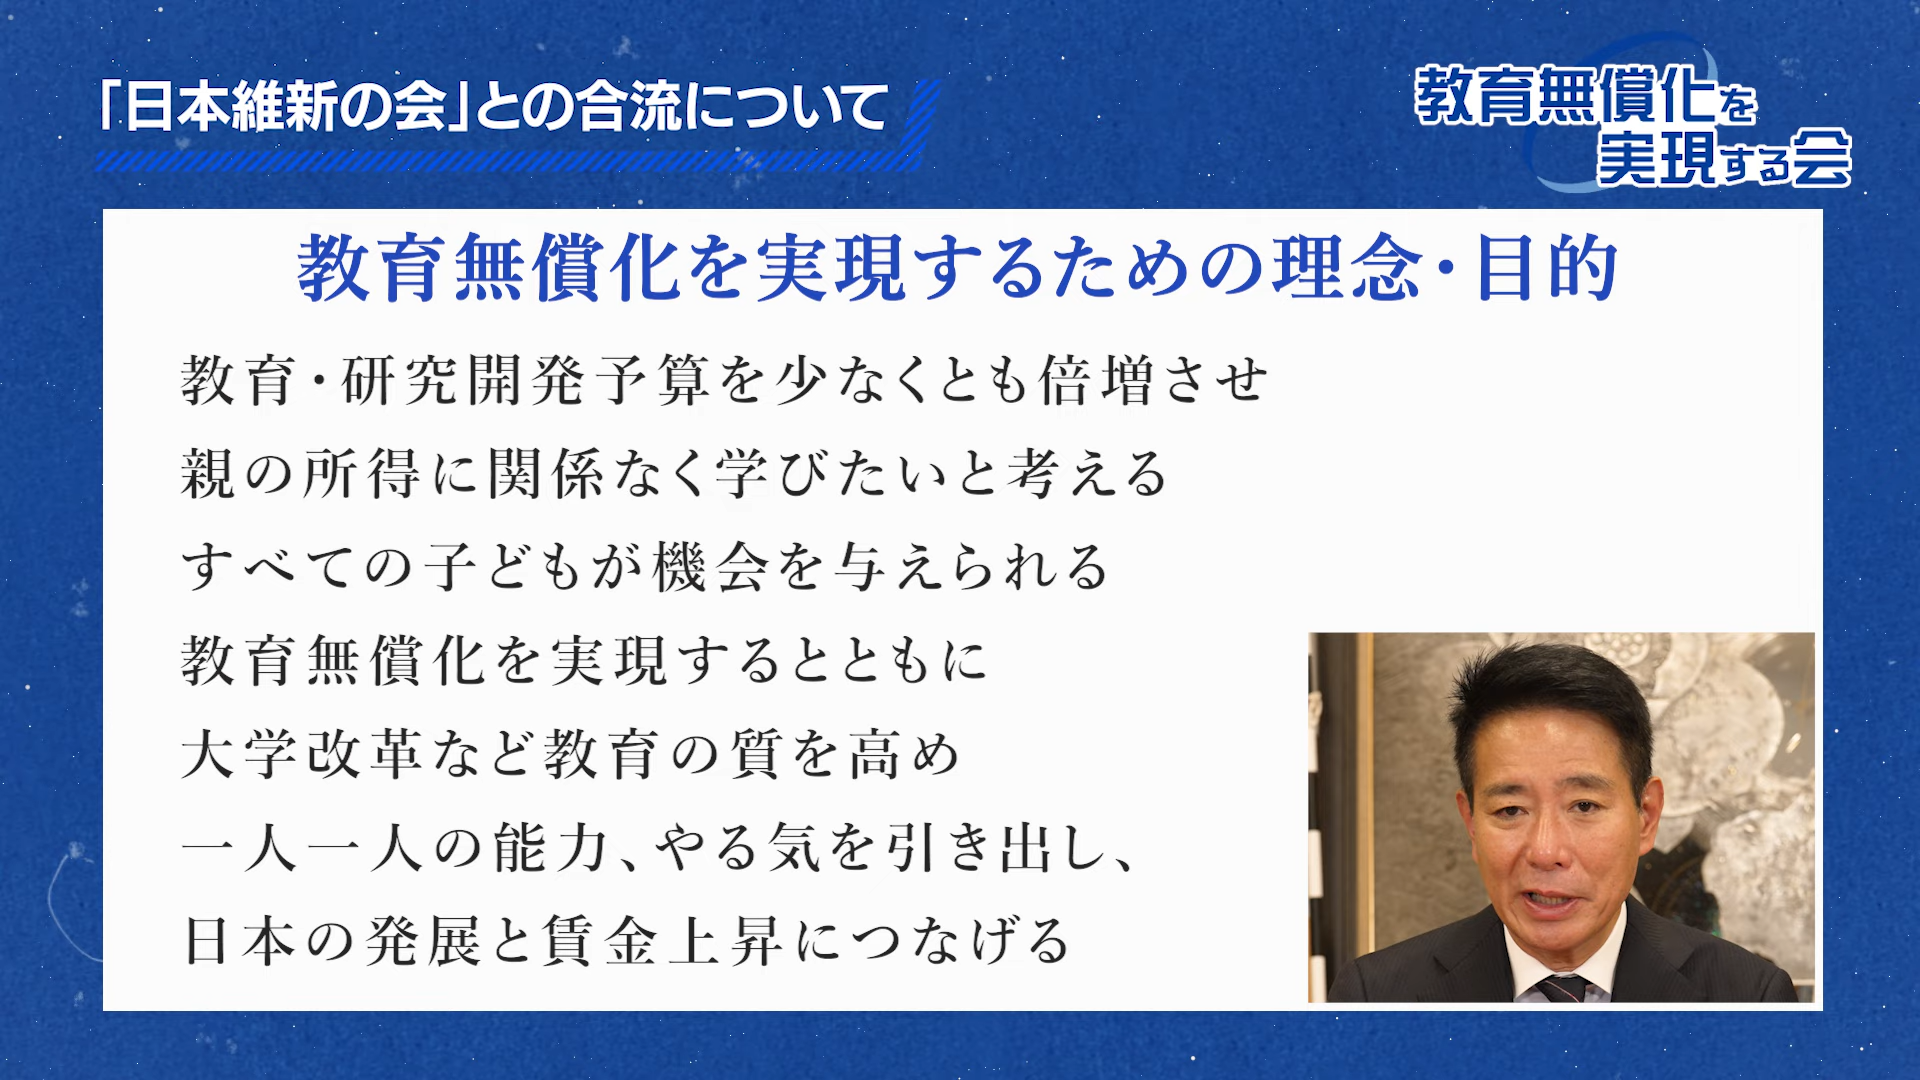 「日本維新の会」との合流について
教育無償化を
実現する会
教育無償化を実現するための理念・目的
教育・研究開発予算を少なくとも倍増させ
親の所得に関係なく学びたいと考える
すべての子どもが機会を与えられる
教育無償化を実現するとともに
大学改革など教育の質を高め
一人一人の能力、やる気を引き出し、
日本の発展と賃金上昇につなげる